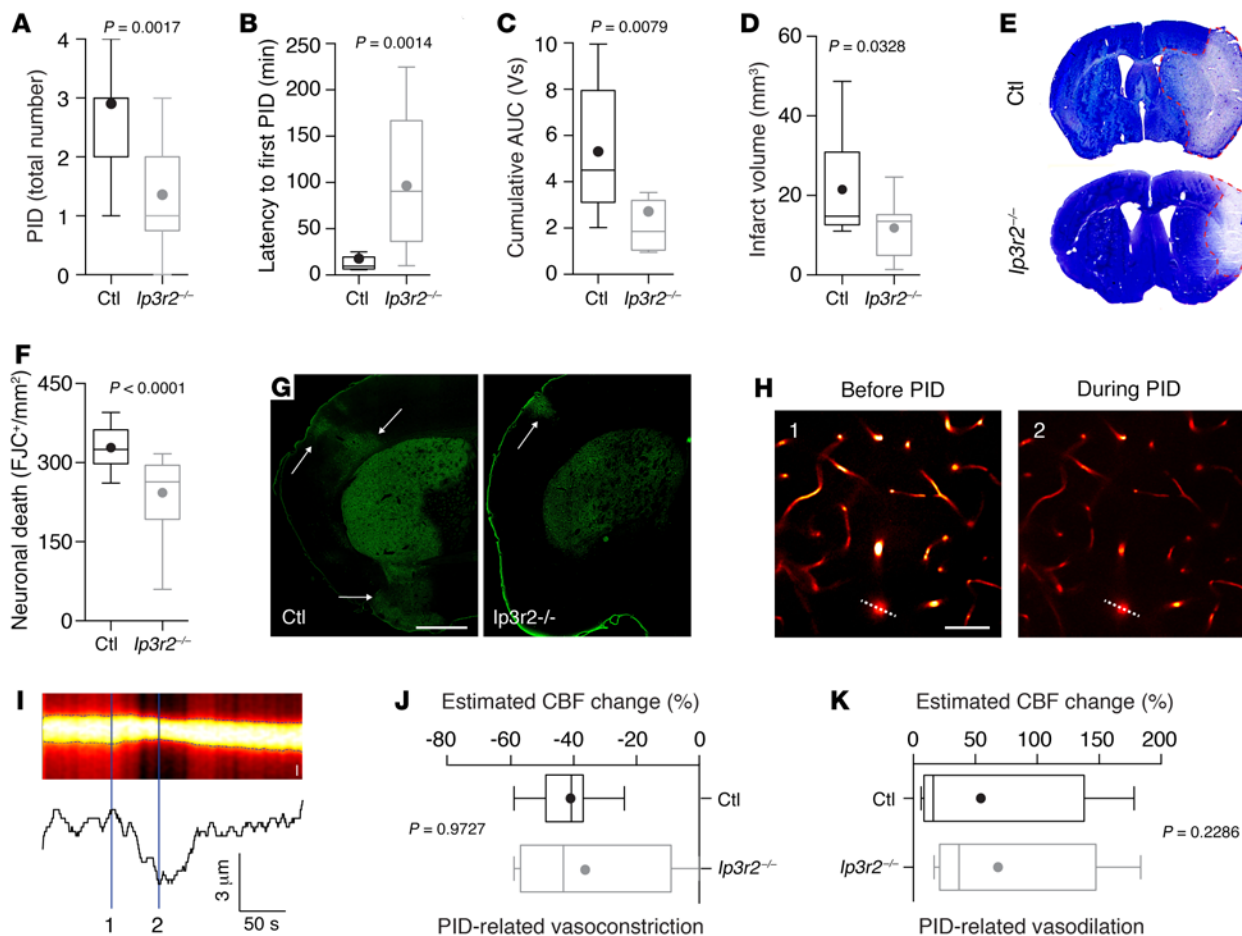 A
P = 0.0017
PID (total number)
4
3
2
1
0
Ctl
Ip3r2⁻/⁻
B
P = 0.0014
Latency to first PID (min)
250
200
150
100
50
0
Ctl
Ip3r2⁻/⁻
C
P = 0.0079
Cumulative AUC (Vs)
10
8
6
4
2
0
Ctl
Ip3r2⁻/⁻
D
P = 0.0328
Infarct volume (mm³)
60
40
20
0
Ctl
Ip3r2⁻/⁻
E
Ctl
Ip3r2⁻/⁻
F
P < 0.0001
Neuronal death (FJC⁺/mm²)
450
300
150
0
Ctl
Ip3r2⁻/⁻
G
Ctl
Ip3r2-/-
H
Before PID
During PID
1
2
I
3 µm
50 s
1
2
J
Estimated CBF change (%)
-80 -60 -40 -20 0
Ctl
P = 0.9727
Ip3r2⁻/⁻
PID-related vasoconstriction
K
Estimated CBF change (%)
0 50 100 150 200
Ctl
P = 0.2286
Ip3r2⁻/⁻
PID-related vasodilation